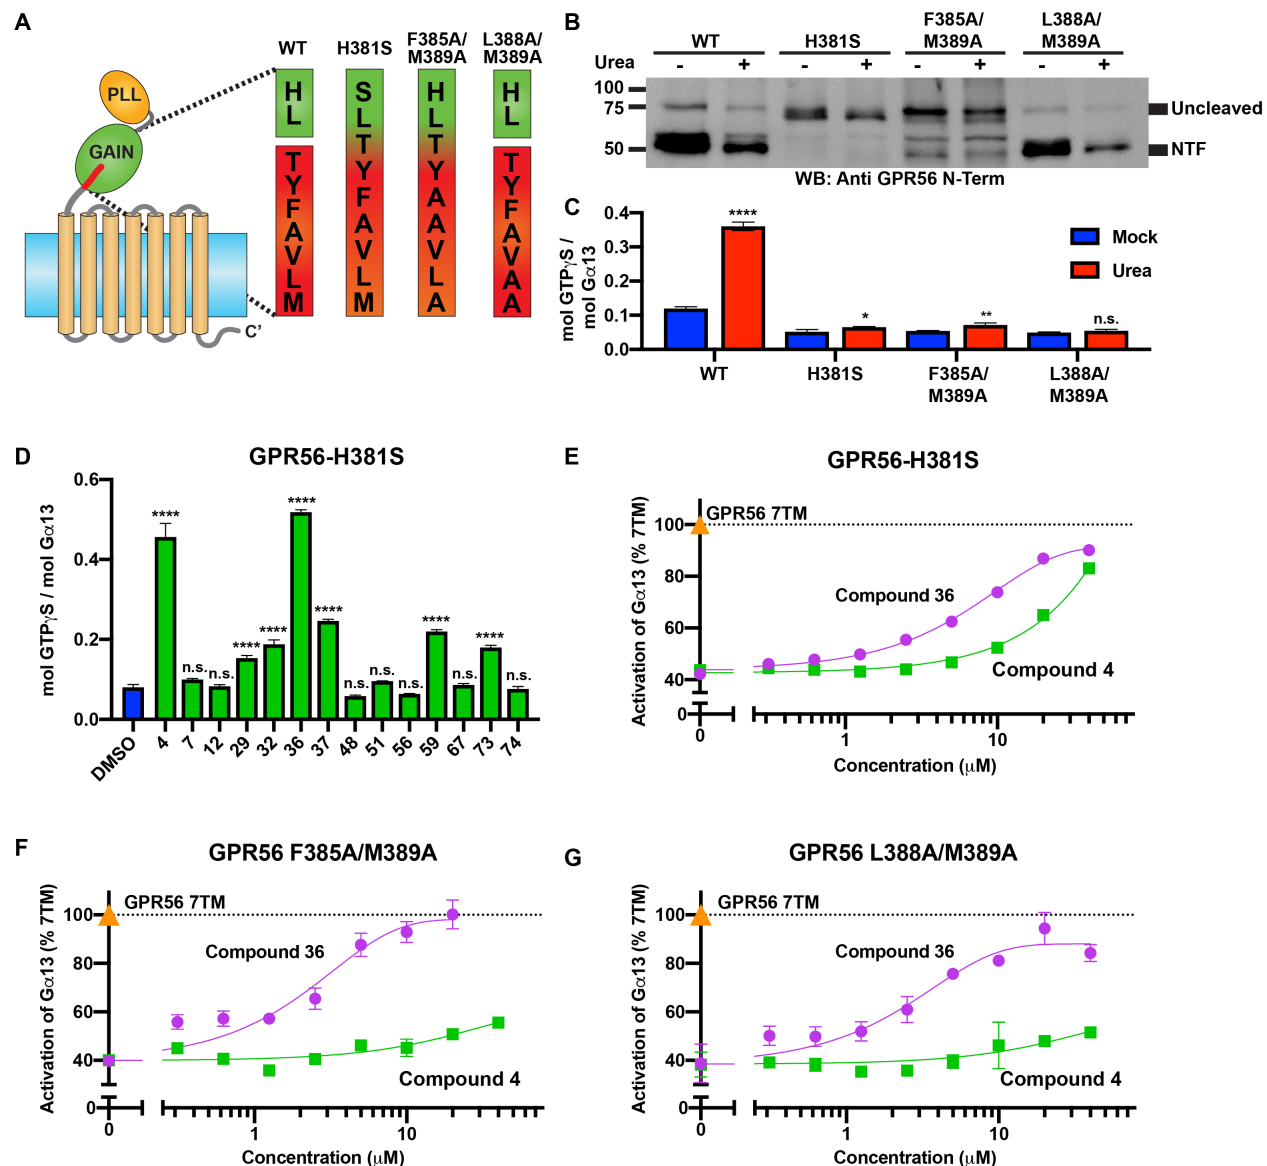 A
WT
H381S
F385A/
M389A
L388A/
M389A
PLL
GAIN
C'
H
L
T
Y
F
A
V
L
M
S
L
T
Y
F
A
V
L
M
H
L
T
Y
A
A
V
L
A
H
L
T
Y
F
A
V
A
A
B
WT
H381S
F385A/
M389A
L388A/
M389A
Urea - + - + - + - +
100
75
50
Uncleaved
NTF
WB: Anti GPR56 N-Term
C
mol GTPγS /
mol Gα13
0.4
0.3
0.2
0.1
0.0
****
*
**
n.s.
Mock
Urea
WT
H381S
F385A/
M389A
L388A/
M389A
D
GPR56-H381S
mol GTPγS / mol Gα13
0.6
0.4
0.2
0.0
****
n.s.
n.s.
****
****
****
****
n.s.
n.s.
n.s.
****
n.s.
****
n.s.
DMSO 4 7 12 29 32 36 37 48 51 56 59 67 73 74
E
GPR56-H381S
Activation of Gα13 (% 7TM)
GPR56 7TM
100
80
60
40
0
Compound 36
Compound 4
0 1 10
Concentration (μM)
F
GPR56 F385A/M389A
Activation of Gα13 (% 7TM)
GPR56 7TM
100
80
60
40
0
Compound 36
Compound 4
0 1 10
Concentration (μM)
G
GPR56 L388A/M389A
Activation of Gα13 (% 7TM)
GPR56 7TM
100
80
60
40
0
Compound 36
Compound 4
0 1 10
Concentration (μM)